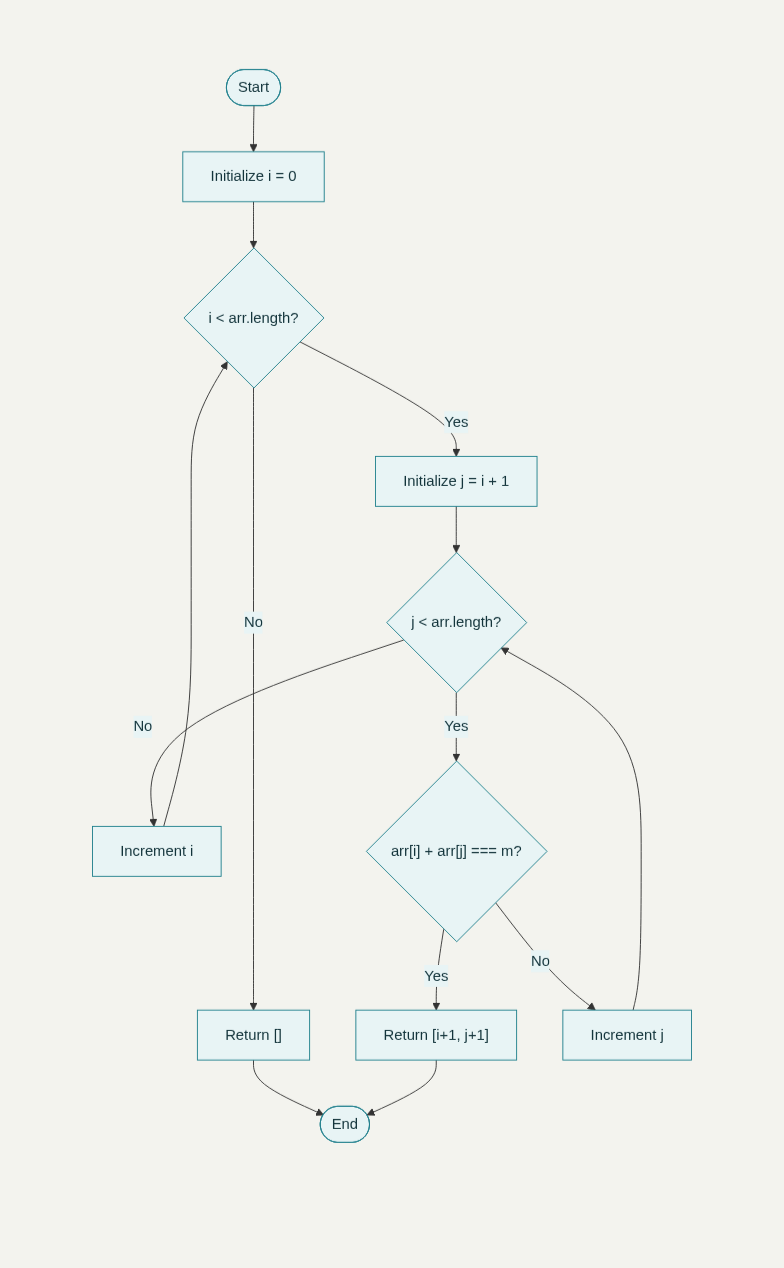 Start
Initialize i = 0
i < arr.length?
Yes
Initialize j = i + 1
j < arr.length?
No
No
Yes
Increment i
arr[i] + arr[j] === m?
No
Yes
Return []
Return [i+1, j+1]
Increment j
End